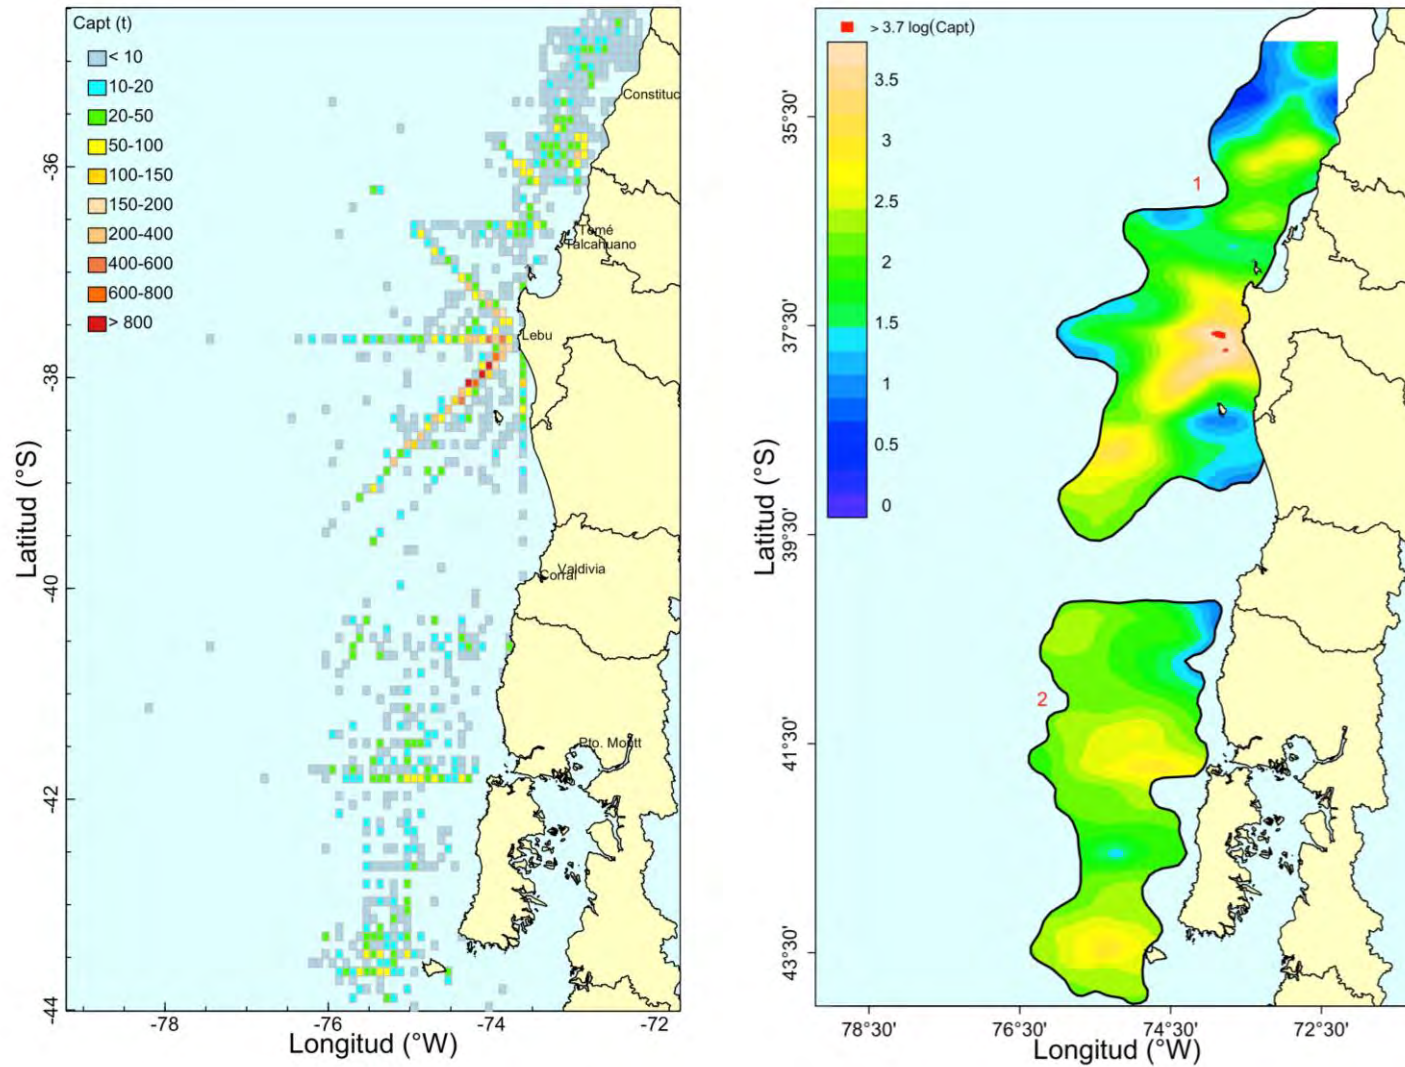 Capt (t)
< 10
10-20
20-50
50-100
100-150
150-200
200-400
400-600
600-800
> 800
Constituc
Tomé
Talcahuano
Lebu
Valdivia
Corral
Pto. Montt
-36
-38
-40
-42
-44
Latitud (°S)
-78
-76
-74
-72
Longitud (°W)
> 3.7 log(Capt)
3.5
3
2.5
2
1.5
1
0.5
0
1
2
35°30'
37°30'
39°30'
41°30'
43°30'
Latitud (°S)
78°30'
76°30'
74°30'
72°30'
Longitud (°W)